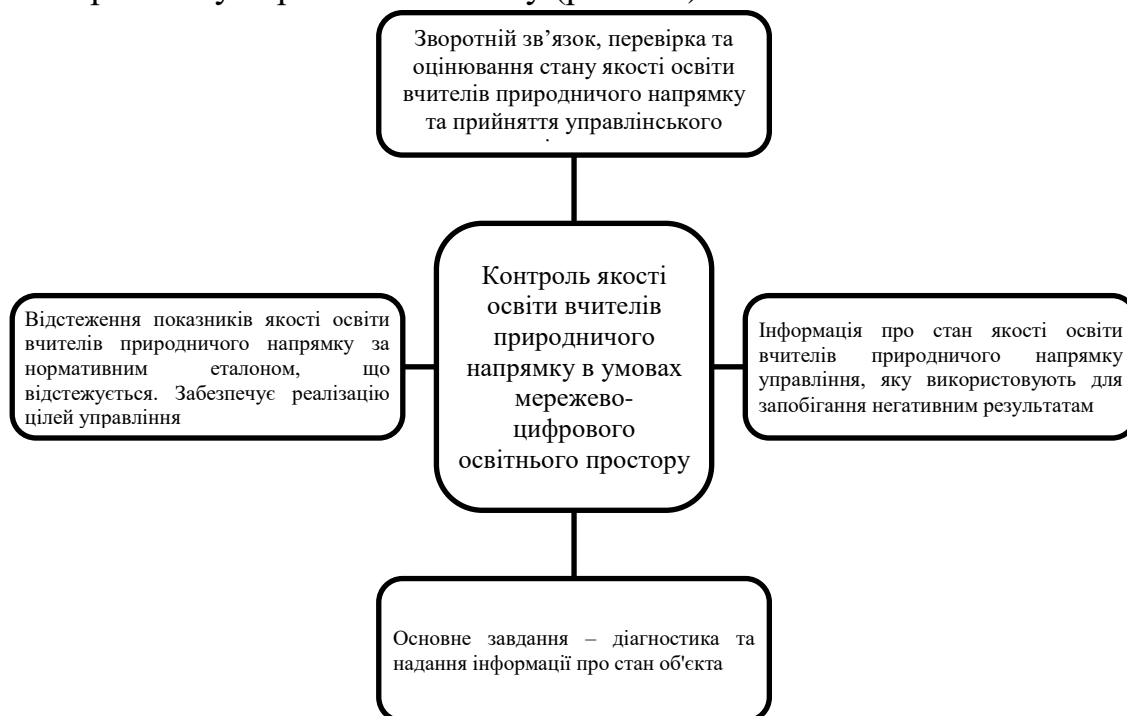 Зворотній зв’язок, перевірка та
оцінювання стану якості освіти
вчителів природничого напрямку
та прийняття управлінського
Контроль якості
освіти вчителів
природничого
напрямку в умовах
мережево-
цифрового
освітнього простору
Відстеження показників якості освіти
вчителів природничого напрямку за
нормативним еталоном, що
відстежується. Забезпечує реалізацію
цілей управління
Інформація про стан якості освіти
вчителів природничого напрямку
управління, яку використовують для
запобігання негативним результатам
Основне завдання – діагностика та
надання інформації про стан об'єкта